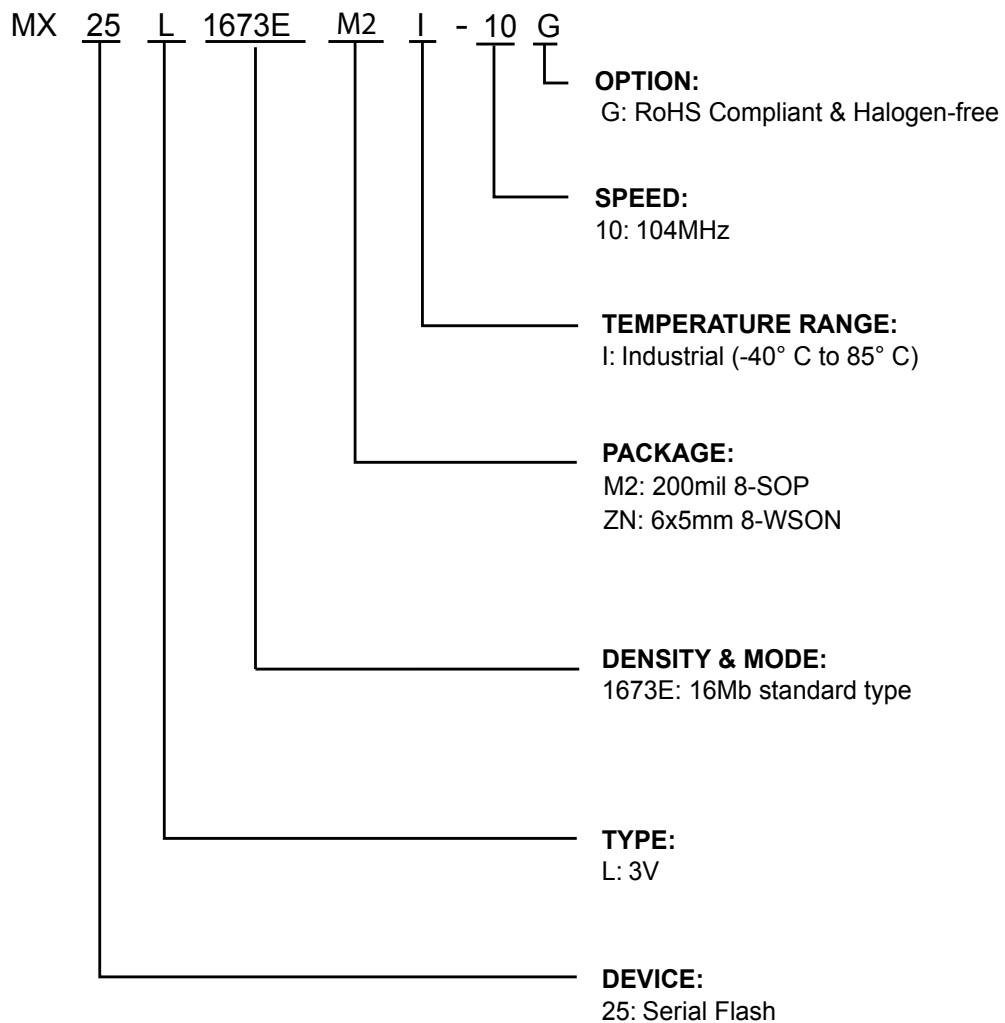 MX 25 L 1673E M2 I - 10 G
OPTION:
G: RoHS Compliant & Halogen-free
SPEED:
10: 104MHz
TEMPERATURE RANGE:
I: Industrial (-40° C to 85° C)
PACKAGE:
M2: 200mil 8-SOP
ZN: 6x5mm 8-WSON
DENSITY & MODE:
1673E: 16Mb standard type
TYPE:
L: 3V
DEVICE:
25: Serial Flash